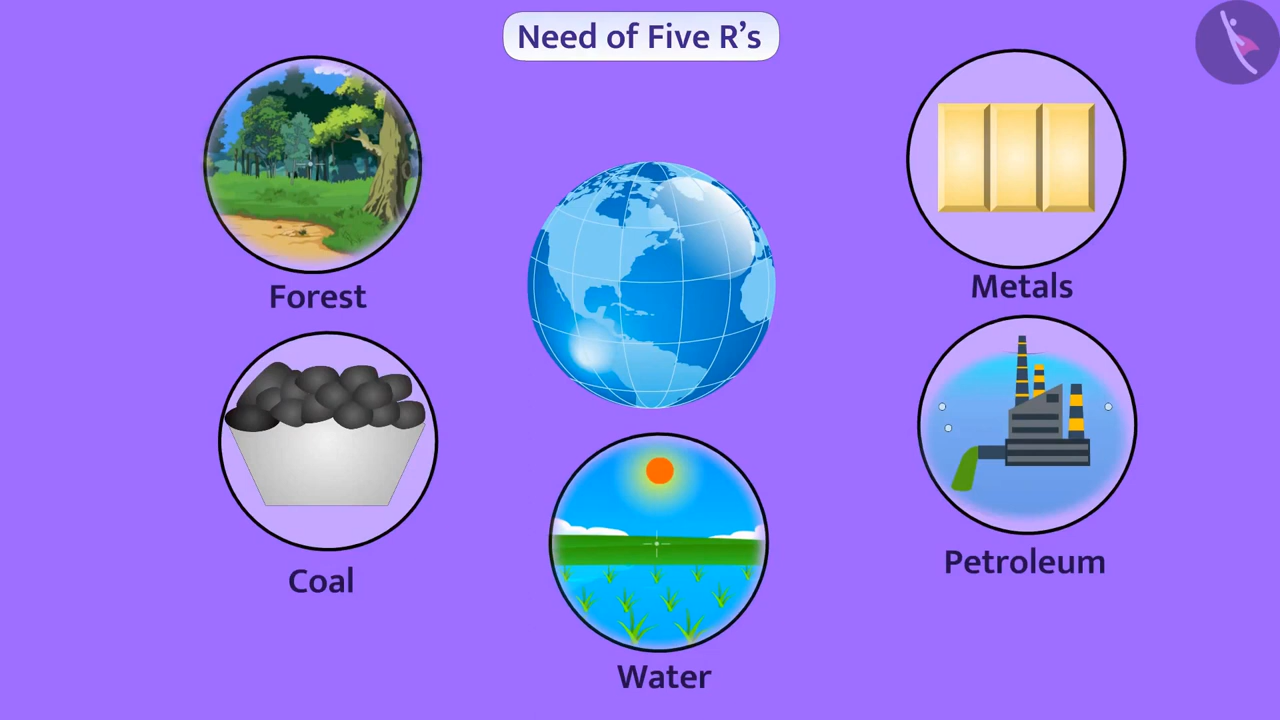 Need of Five R's
Forest
Metals
Coal
Petroleum
Water